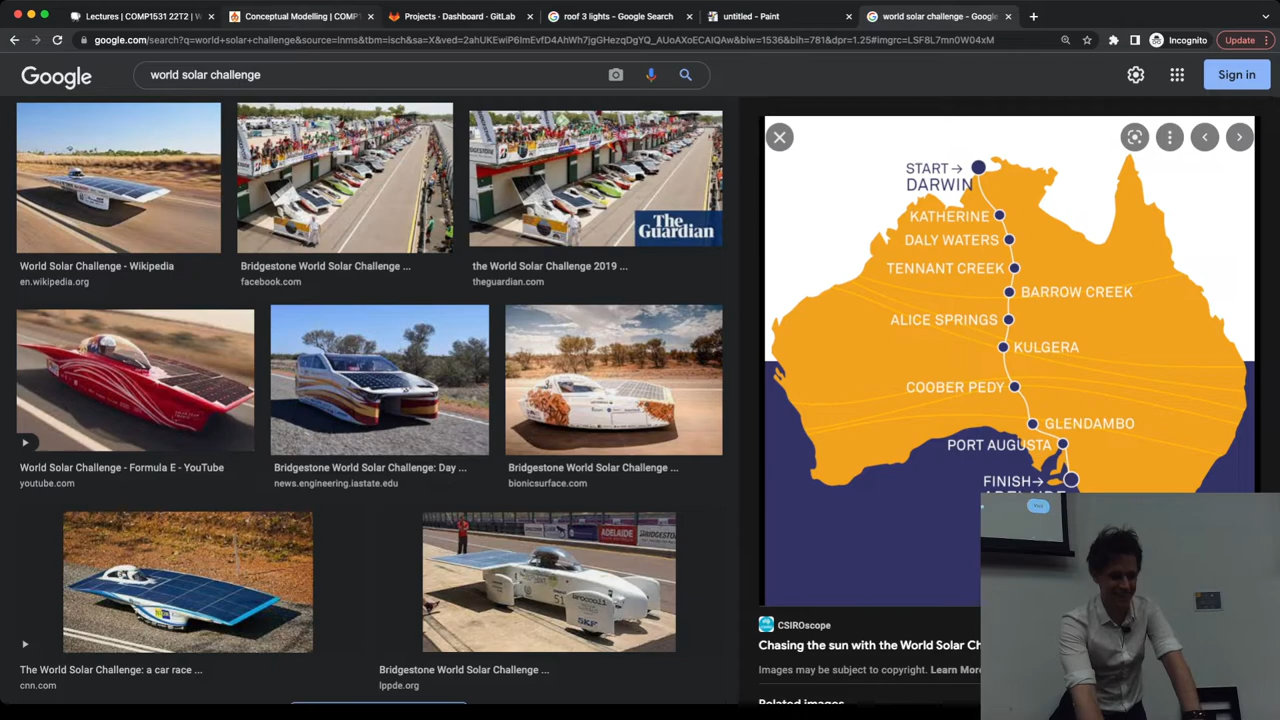 Lectures | COMP1531 22T2 | W
Conceptual Modelling | COMP1
Projects · Dashboard · GitLab
roof 3 lights - Google Search
untitled - Paint
world solar challenge - Google
google.com/search?q=world+solar+challenge&source=lnms&tbm=isch&sa=X&ved=2ahUKEwiP6ImEvfD4AhWh7jgGHezqDgYQ_AUoAXoECAIQAw&biw=1536&bih=781&dpr=1.25#imgrc=LSF8L7mn0W04xM
Incognito
Update
Google
world solar challenge
Sign in
The Guardian
World Solar Challenge - Wikipedia
en.wikipedia.org
Bridgestone World Solar Challenge ...
facebook.com
the World Solar Challenge 2019 ...
theguardian.com
World Solar Challenge - Formula E - YouTube
youtube.com
Bridgestone World Solar Challenge: Day ...
news.engineering.iastate.edu
Bridgestone World Solar Challenge ...
bionicsurface.com
The World Solar Challenge: a car race ...
cnn.com
Bridgestone World Solar Challenge ...
lppde.org
START→
DARWIN
KATHERINE
DALY WATERS
TENNANT CREEK
BARROW CREEK
ALICE SPRINGS
KULGERA
COOBER PEDY
GLENDAMBO
PORT AUGUSTA
FINISH→
ADELAIDE
CSIROscope
Chasing the sun with the World Solar Ch
Images may be subject to copyright. Learn More
Related images